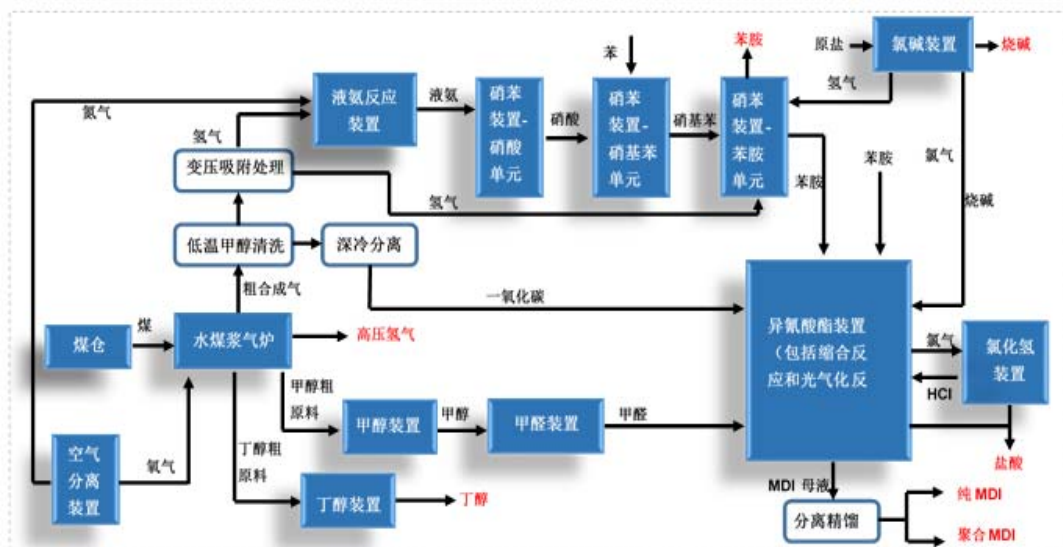 原盐
氯碱装置
烧碱
苯
苯胺
氢气
氮气
液氨反应
装置
液氨
硝苯
装置-
硝酸
单元
硝酸
硝苯
装置-
硝基苯
单元
硝基苯
硝苯
装置-
苯胺
单元
氢气
变压吸附处理
氢气
苯胺
苯胺
氯气
烧碱
低温甲醇清洗
深冷分离
粗合成气
一氧化碳
煤仓
煤
水煤浆气炉
高压氢气
异氰酸酯装置
(包括缩合反
应和光气化反
氯气
氯化氢
装置
HCl
甲醇粗
原料
甲醇装置
甲醇
甲醛装置
甲醛
空气
分离
装置
氧气
丁醇粗
原料
丁醇装置
丁醇
盐酸
MDI 母液
分离精馏
纯 MDI
聚合 MDI